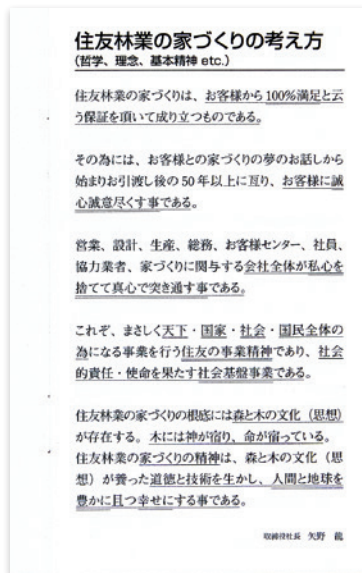 住友林業の家づくりの考え方
(哲学、理念、基本精神 etc.)
住友林業の家づくりは、お客様から100%満足と云
う保証を頂いて成り立つものである。
その為には、お客様との家づくりの夢のお話しから
始まりお引渡し後の50年以上に亘り、お客様に誠
心誠意尽くす事である。
営業、設計、生産、総務、お客様センター、社員、
協力業者、家づくりに関与する会社全体が私心を
捨てて真心で突き通す事である。
これぞ、まさしく天下・国家・社会・国民全体の
為になる事業を行う住友の事業精神であり、社会
的責任・使命を果たす社会基盤事業である。
住友林業の家づくりの根底には森と木の文化（思想）
が存在する。木には神が宿り、命が宿っている。
住友林業の家づくりの精神は、森と木の文化（思
想）が養った道徳と技術を生かし、人間と地球を
豊かに且つ幸せにする事である。
取締役社長 矢野 龍